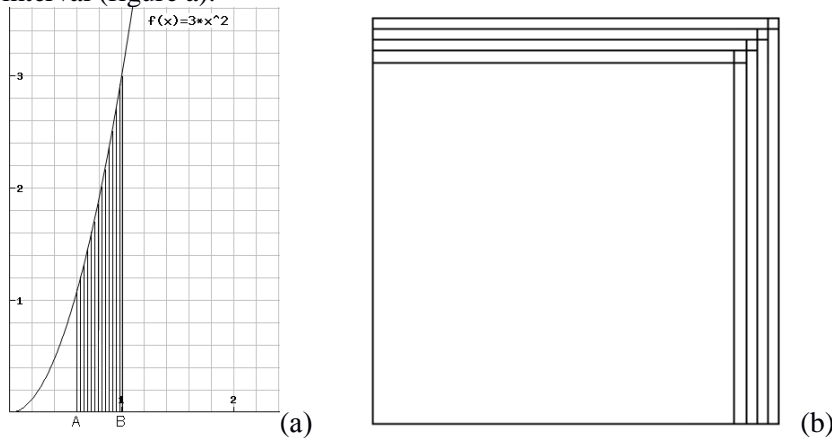 interval (figure a).
f(x)=3*x^2
3
2
1
1
2
A
B
(a)
(b)